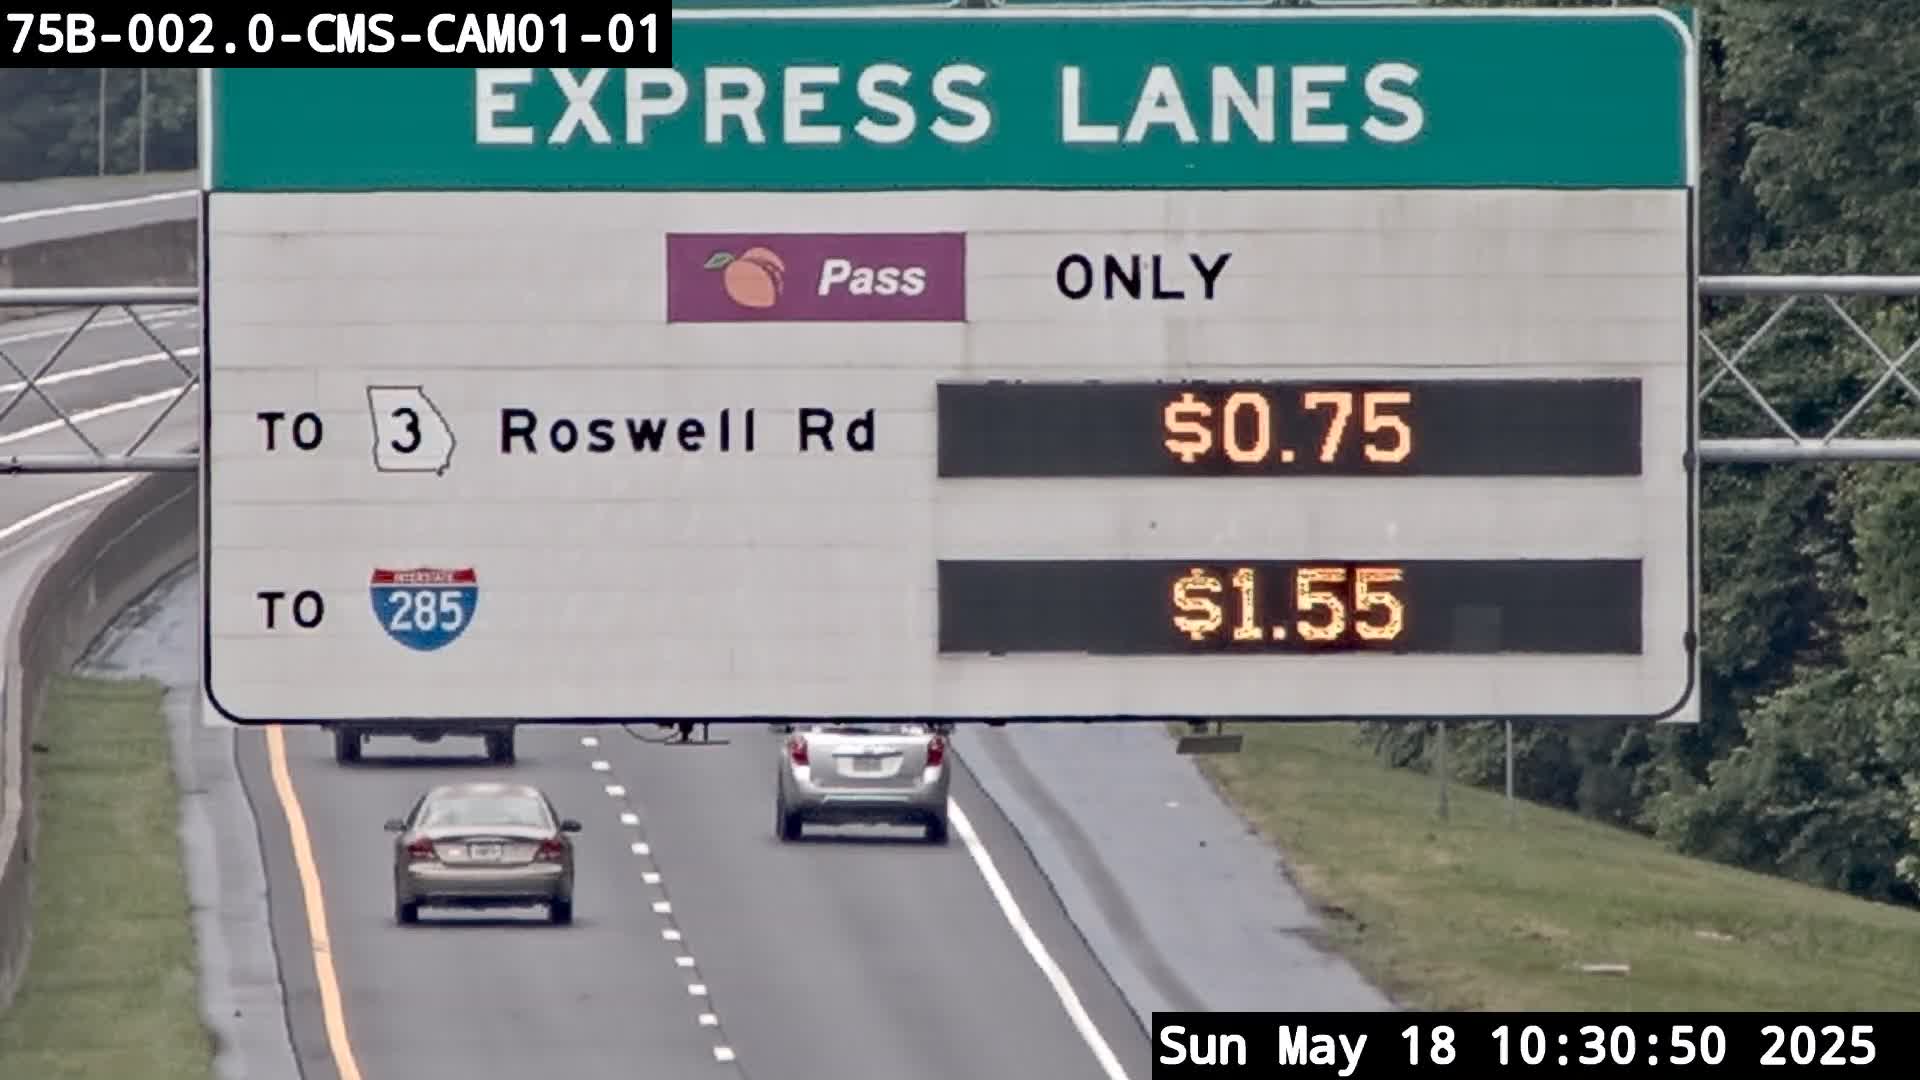 75B-002.0-CMS-CAM01-01
EXPRESS LANES
Pass ONLY
TO 3 Roswell Rd $0.75
INTERSTATE
TO 285 $1.55
Sun May 18 10:30:50 2025